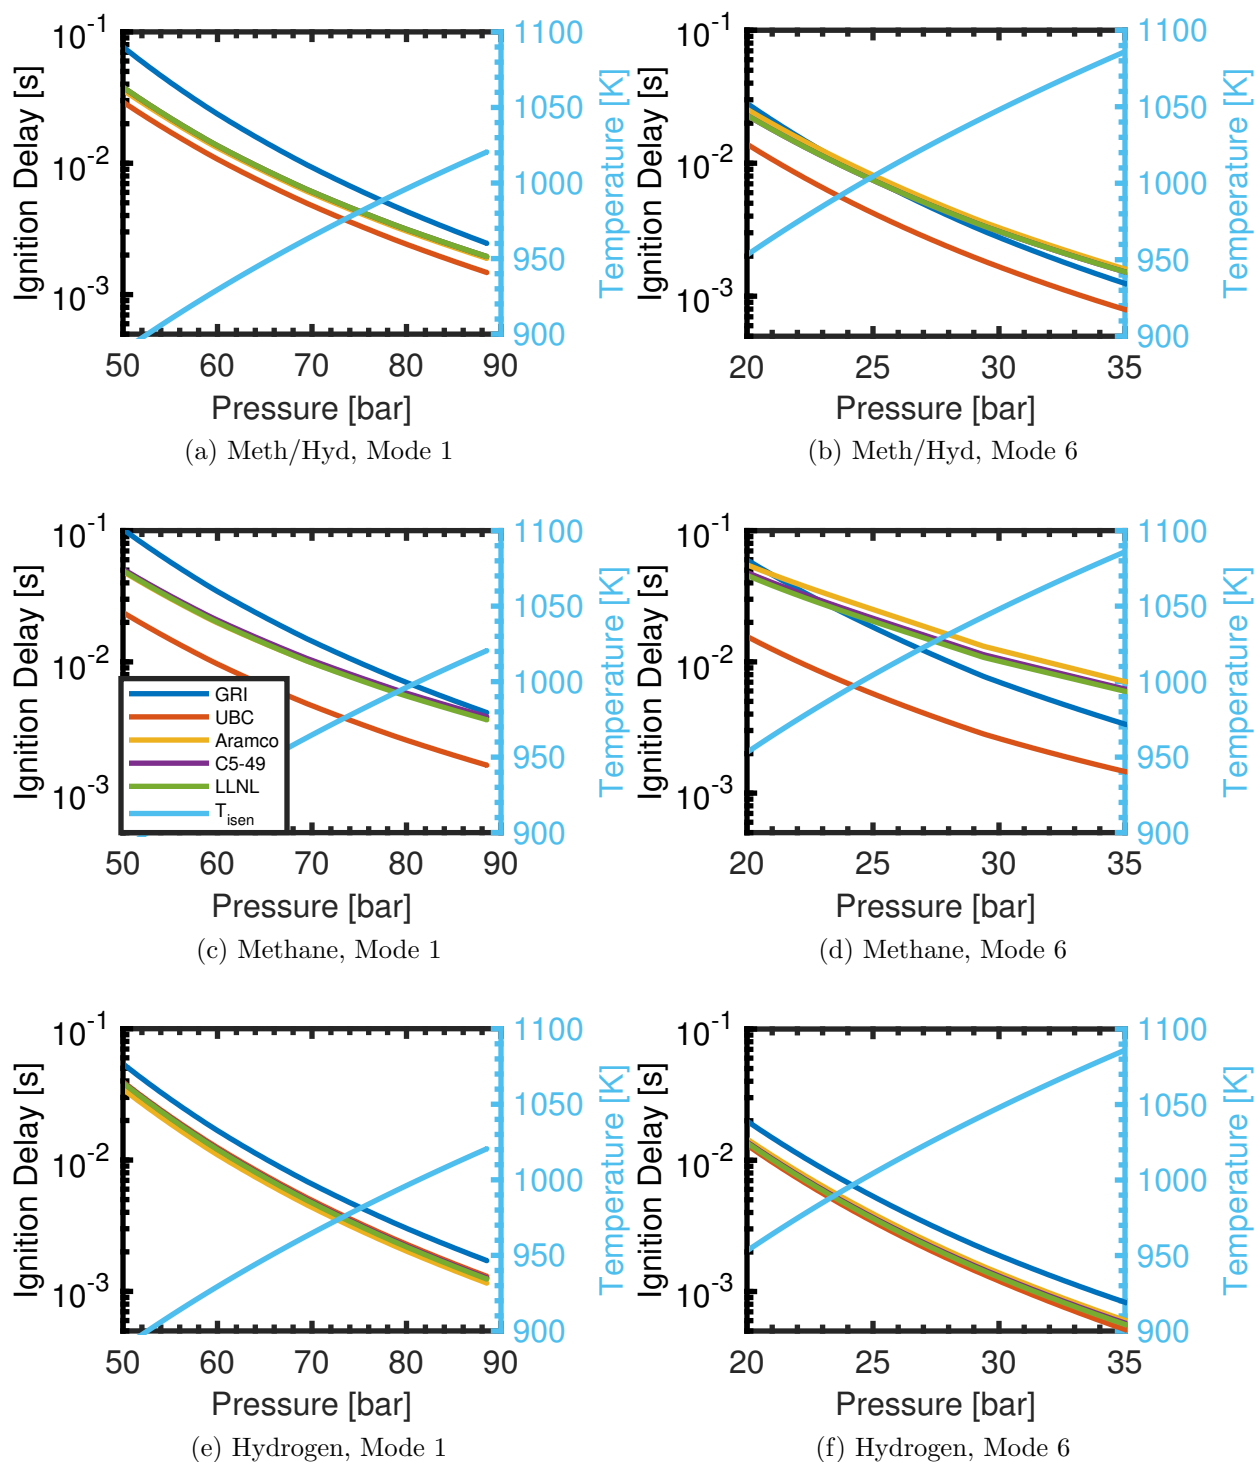 10^-1
10^-2
10^-3
Ignition Delay [s]
1100
1050
1000
950
900
Temperature [K]
50 60 70 80 90
Pressure [bar]
(a) Meth/Hyd, Mode 1
10^-1
10^-2
10^-3
Ignition Delay [s]
1100
1050
1000
950
900
Temperature [K]
20 25 30 35
Pressure [bar]
(b) Meth/Hyd, Mode 6
10^-1
10^-2
10^-3
Ignition Delay [s]
GRI
UBC
Aramco
C5-49
LLNL
T_isen
1100
1050
1000
950
900
Temperature [K]
50 60 70 80 90
Pressure [bar]
(c) Methane, Mode 1
10^-1
10^-2
10^-3
Ignition Delay [s]
1100
1050
1000
950
900
Temperature [K]
20 25 30 35
Pressure [bar]
(d) Methane, Mode 6
10^-1
10^-2
10^-3
Ignition Delay [s]
1100
1050
1000
950
900
Temperature [K]
50 60 70 80 90
Pressure [bar]
(e) Hydrogen, Mode 1
10^-1
10^-2
10^-3
Ignition Delay [s]
1100
1050
1000
950
900
Temperature [K]
20 25 30 35
Pressure [bar]
(f) Hydrogen, Mode 6